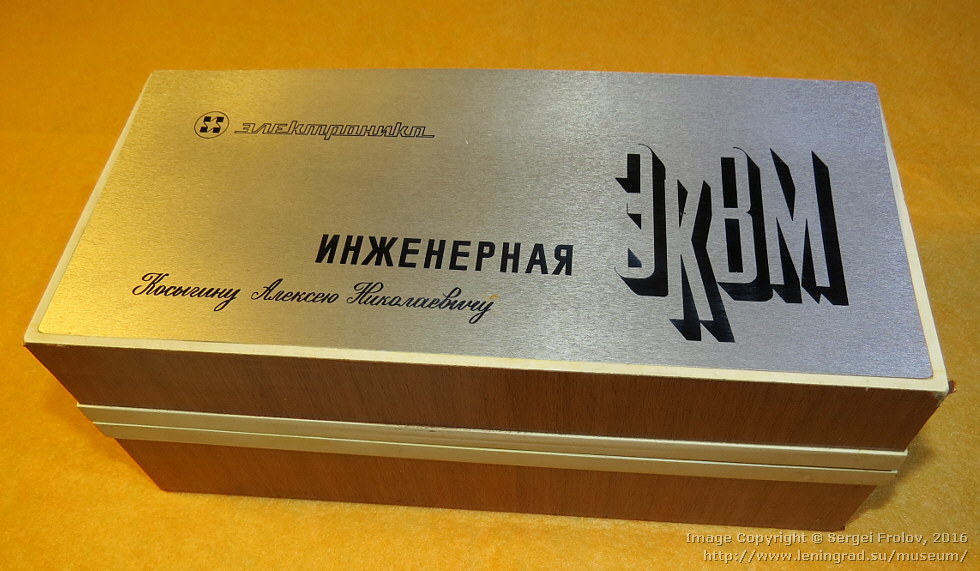 электроника
ЭКВМ
ИНЖЕНЕРНАЯ
Косыгину Алексею Николаевичу
Image Copyright © Sergei Frolov, 2016
http://www.leningrad.su/museum/